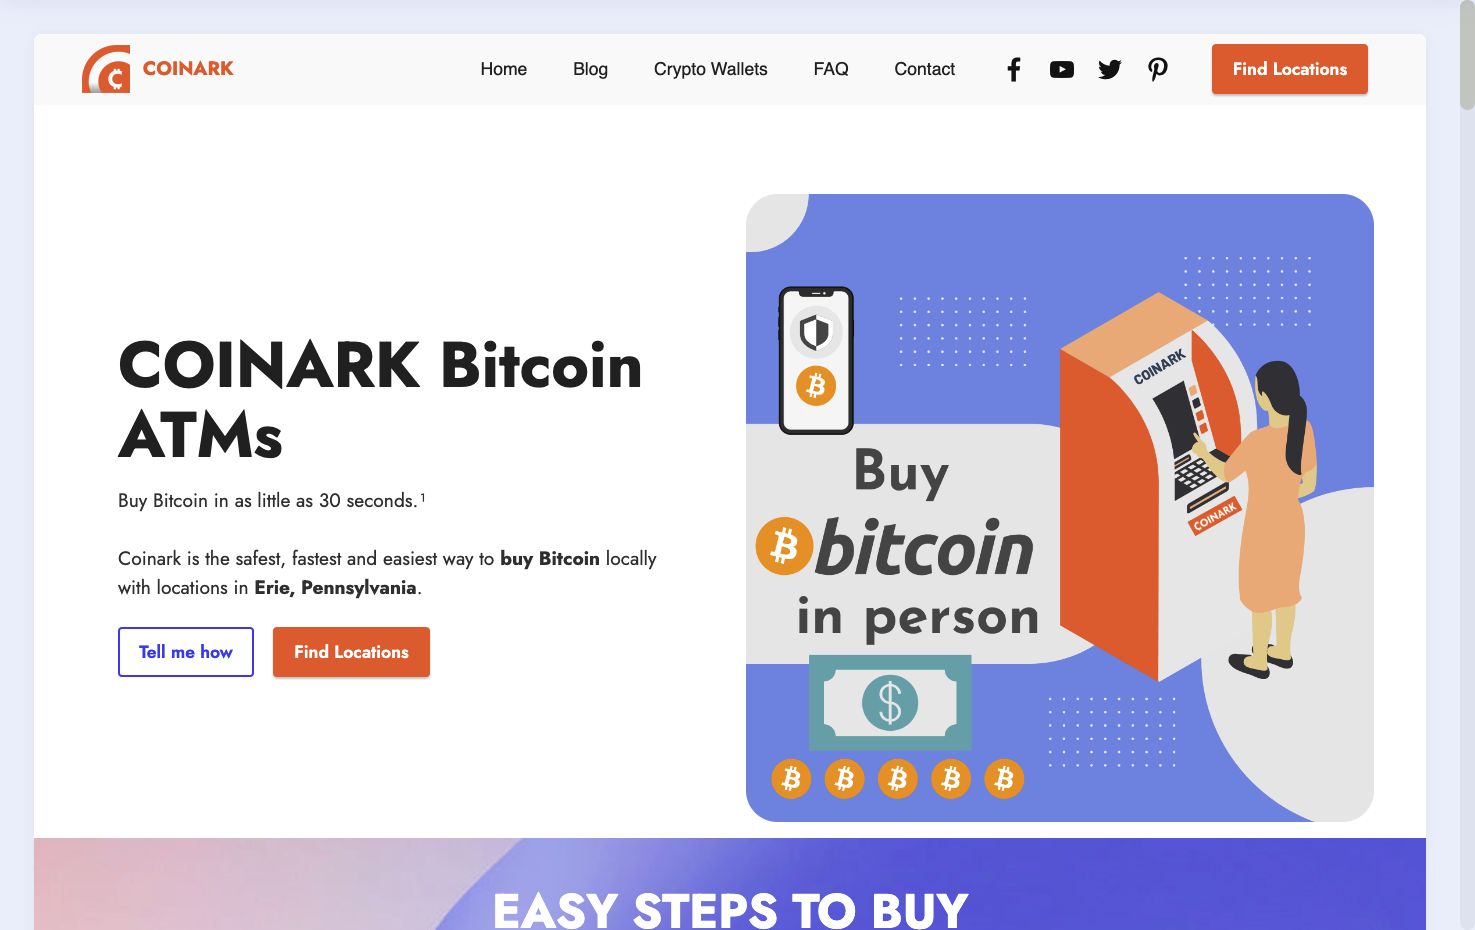 COINARK
Home Blog Crypto Wallets FAQ Contact
Find Locations
COINARK Bitcoin
ATMs
Buy Bitcoin in as little as 30 seconds.¹
Coinark is the safest, fastest and easiest way to buy Bitcoin locally
with locations in Erie, Pennsylvania.
Tell me how
Find Locations
COINARK
Buy
bitcoin
in person
COINARK
EASY STEPS TO BUY